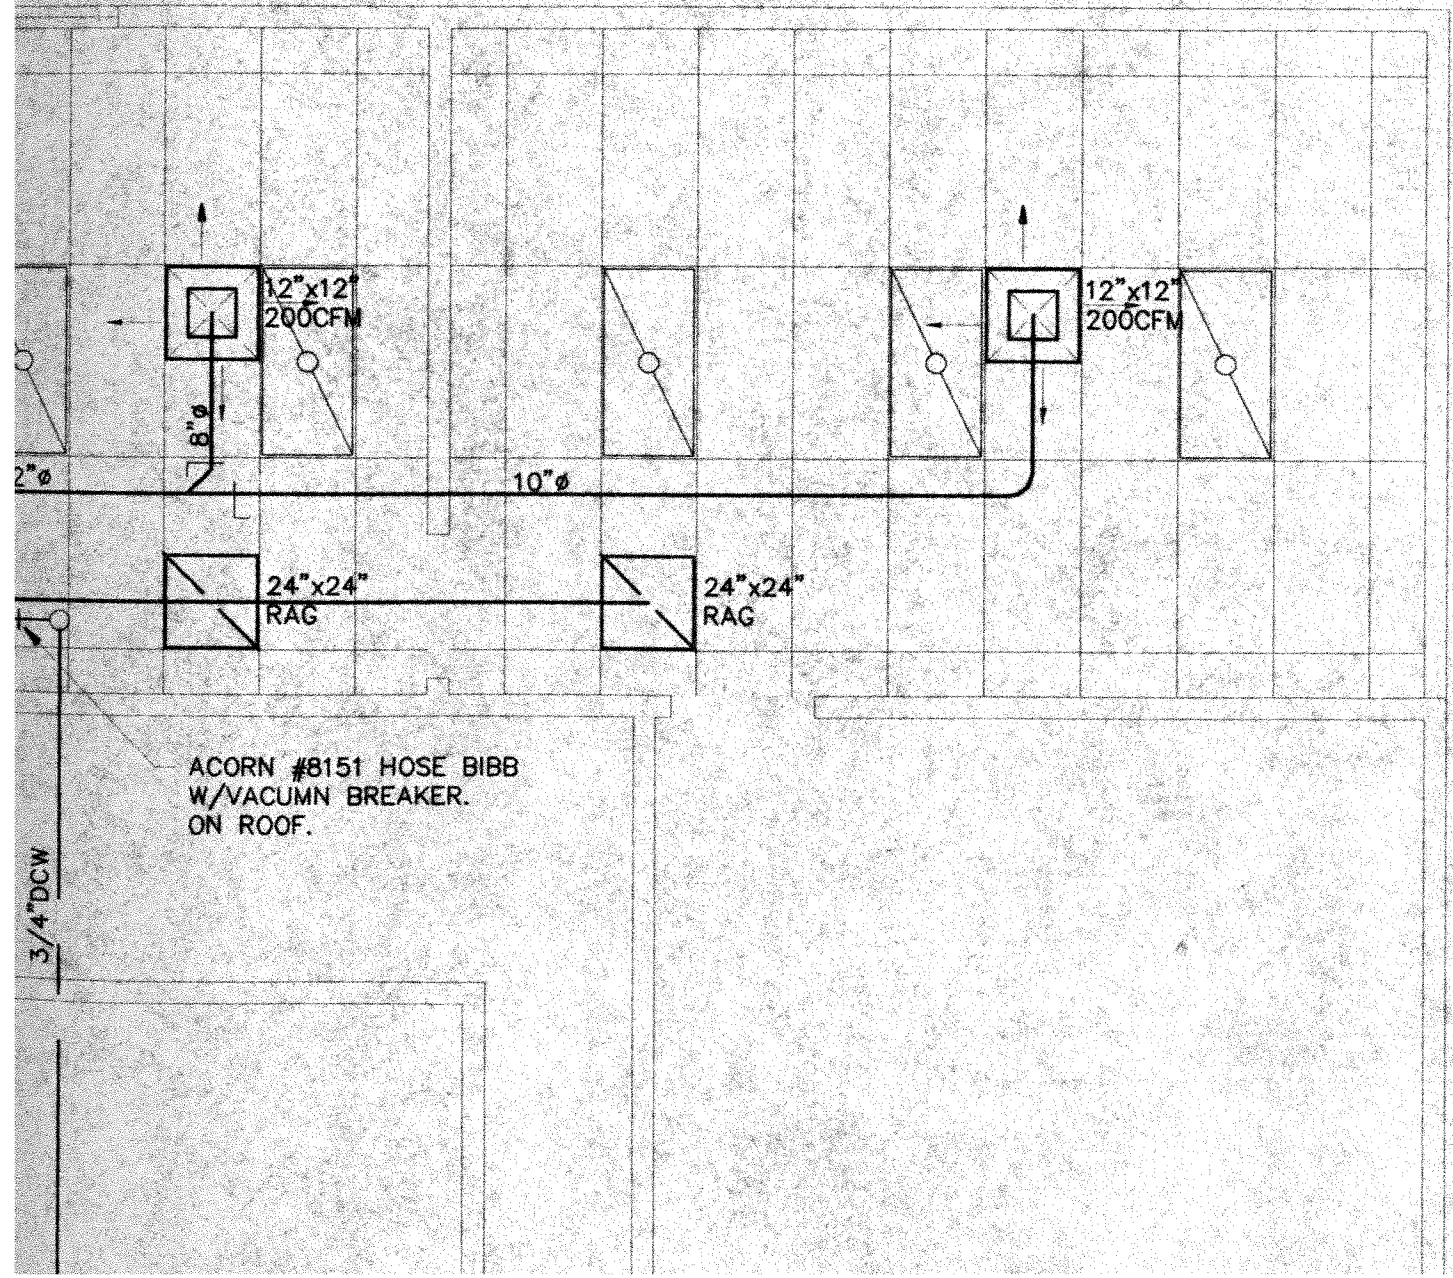 12"x12"
200CFM
12"x12"
200CFM
8"ø
2"ø
10"ø
24"x24"
RAG
24"x24"
RAG
ACORN #8151 HOSE BIBB
W/VACUMN BREAKER.
ON ROOF.
3/4"DCW